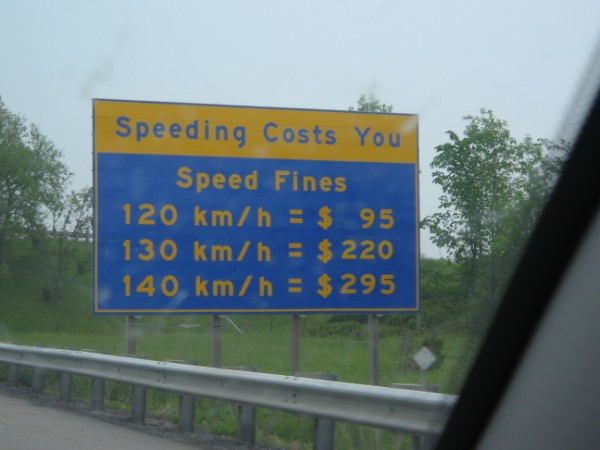 Speeding Costs You
Speed Fines
120 km/h = $ 95
130 km/h = $ 220
140 km/h = $ 295